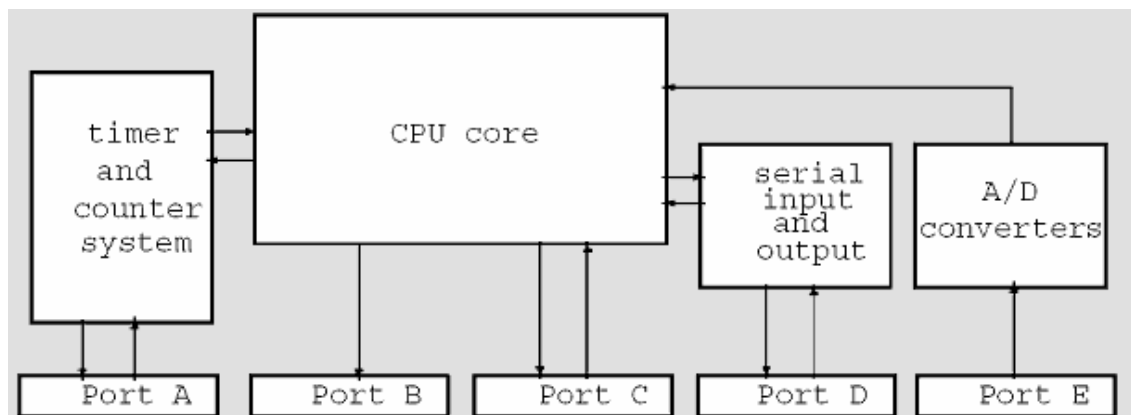 timer
and
counter
system
CPU core
serial
input
and
output
A/D
converters
Port A
Port B
Port C
Port D
Port E